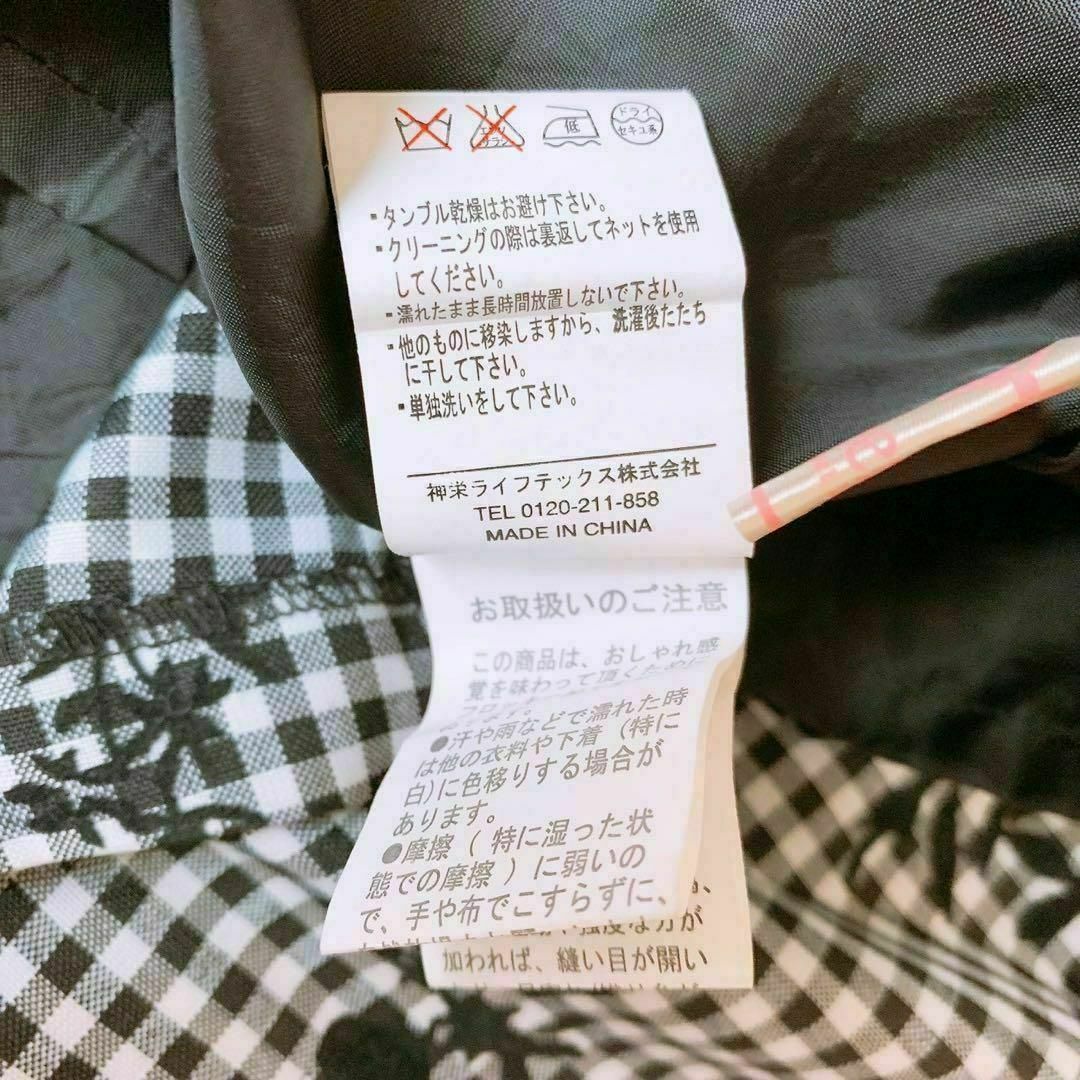 エンソ
サラシ
低
ドライ
セキユ系
・タンブル乾燥はお避け下さい。
・クリーニングの際は裏返してネットを使用
してください。
・濡れたまま長時間放置しないで下さい。
・他のものに移染しますから、洗濯後たたち
に干して下さい。
・単独洗いをして下さい。
神栄ライフテックス株式会社
TEL 0120-211-858
MADE IN CHINA
お取扱いのご注意
この商品は、おしゃれ感
覚を味わって頂くために
フロッ
●汗や雨などで濡れた時
は他の衣料や下着（特に
白)に色移りする場合が
あります。
●摩擦（特に湿った状
態での摩擦）に弱いの
で、手や布でこすらずに、
強度な力が
加われば、縫い目が開い